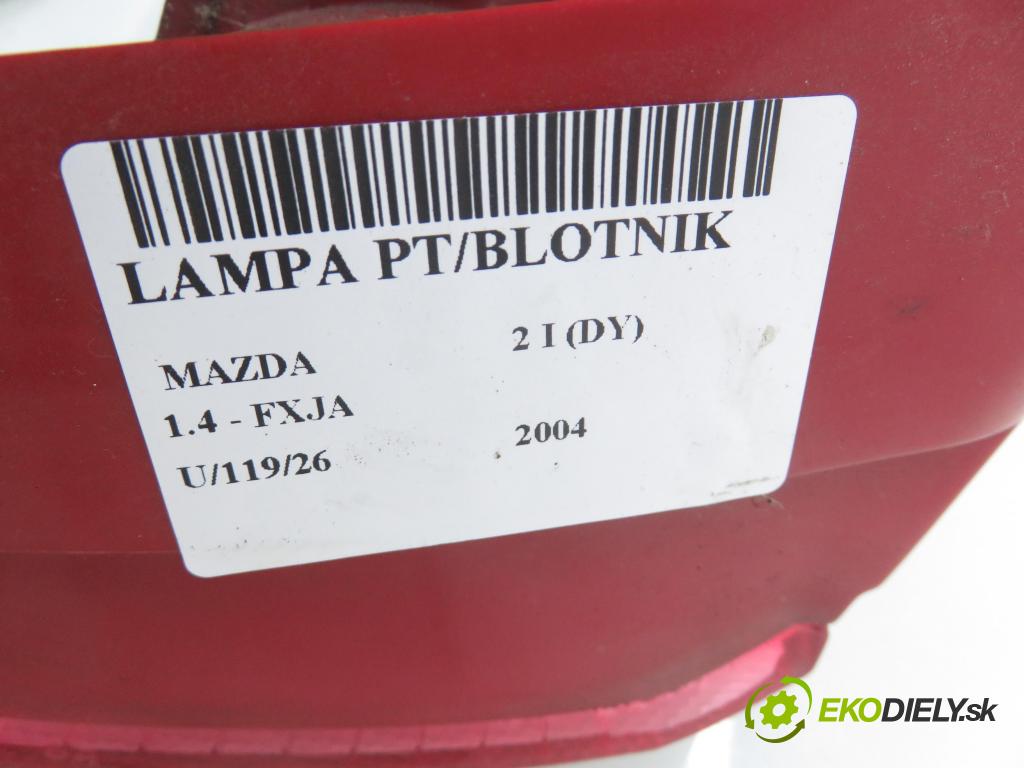 LAMPA PT/BLOTNIK
MAZDA 2 I (DY)
1.4 - FXJA
U/119/26 2004
EKODIELY.sk